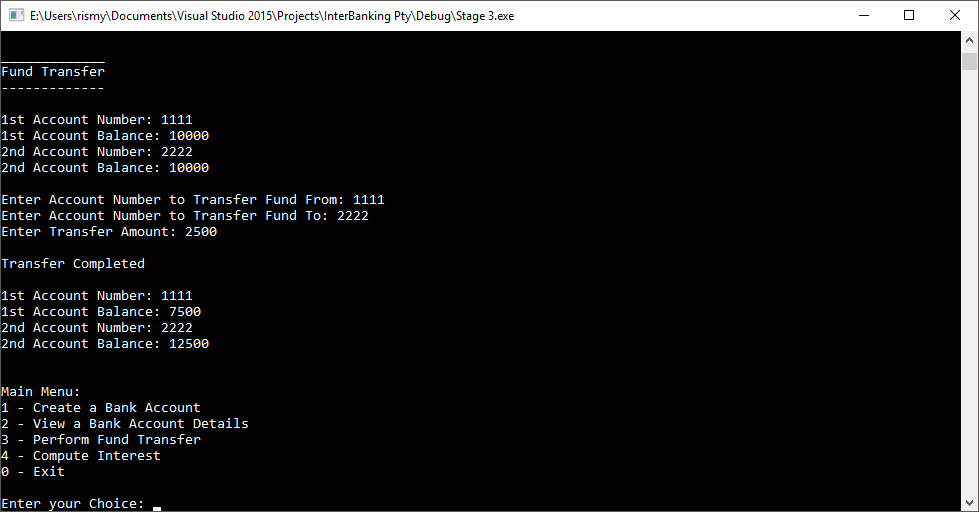 E:\Users\rismy\Documents\Visual Studio 2015\Projects\InterBanking Pty\Debug\Stage 3.exe
_____________
Fund Transfer
-------------
1st Account Number: 1111
1st Account Balance: 10000
2nd Account Number: 2222
2nd Account Balance: 10000
Enter Account Number to Transfer Fund From: 1111
Enter Account Number to Transfer Fund To: 2222
Enter Transfer Amount: 2500
Transfer Completed
1st Account Number: 1111
1st Account Balance: 7500
2nd Account Number: 2222
2nd Account Balance: 12500
Main Menu:
1 - Create a Bank Account
2 - View a Bank Account Details
3 - Perform Fund Transfer
4 - Compute Interest
0 - Exit
Enter your Choice: _